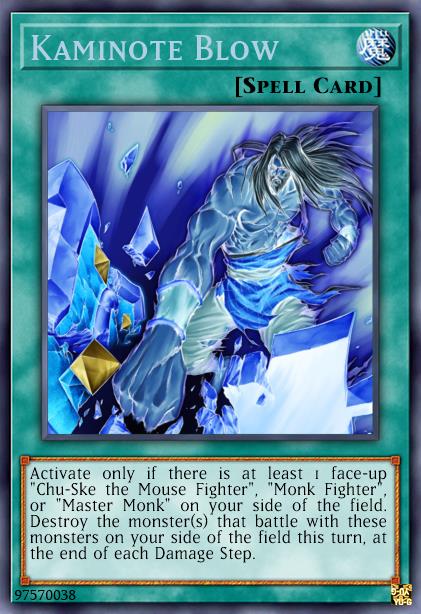 Kaminote Blow
魔
[Spell Card]
Activate only if there is at least 1 face-up
"Chu-Ske the Mouse Fighter", "Monk Fighter",
or "Master Monk" on your side of the field.
Destroy the monster(s) that battle with these
monsters on your side of the field this turn, at
the end of each Damage Step.
97570038